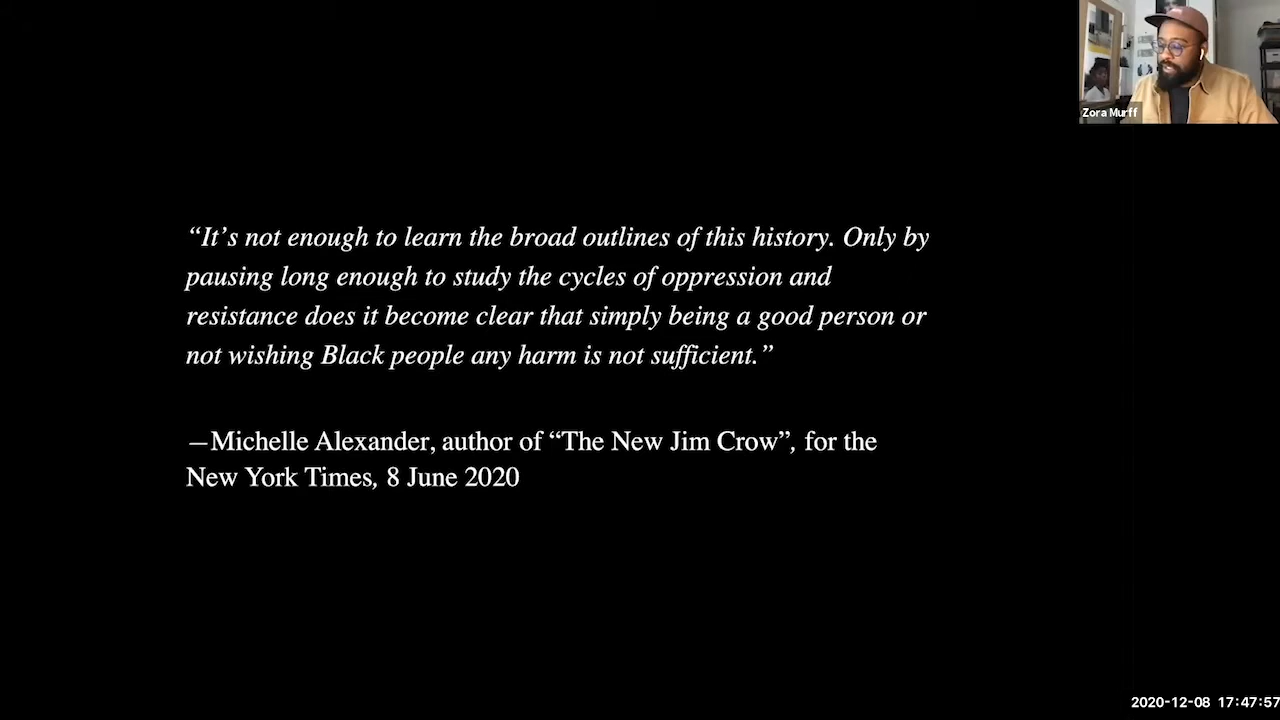 Zora Murff
“It’s not enough to learn the broad outlines of this history. Only by
pausing long enough to study the cycles of oppression and
resistance does it become clear that simply being a good person or
not wishing Black people any harm is not sufficient.”
—Michelle Alexander, author of “The New Jim Crow”, for the
New York Times, 8 June 2020
2020-12-08 17:47:57